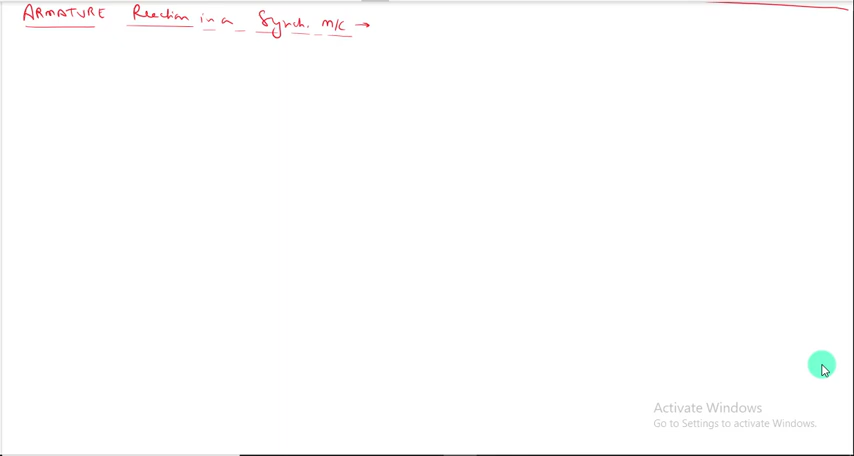 ARMATURE Reaction in a Synch. m/c →
Activate Windows
Go to Settings to activate Windows.